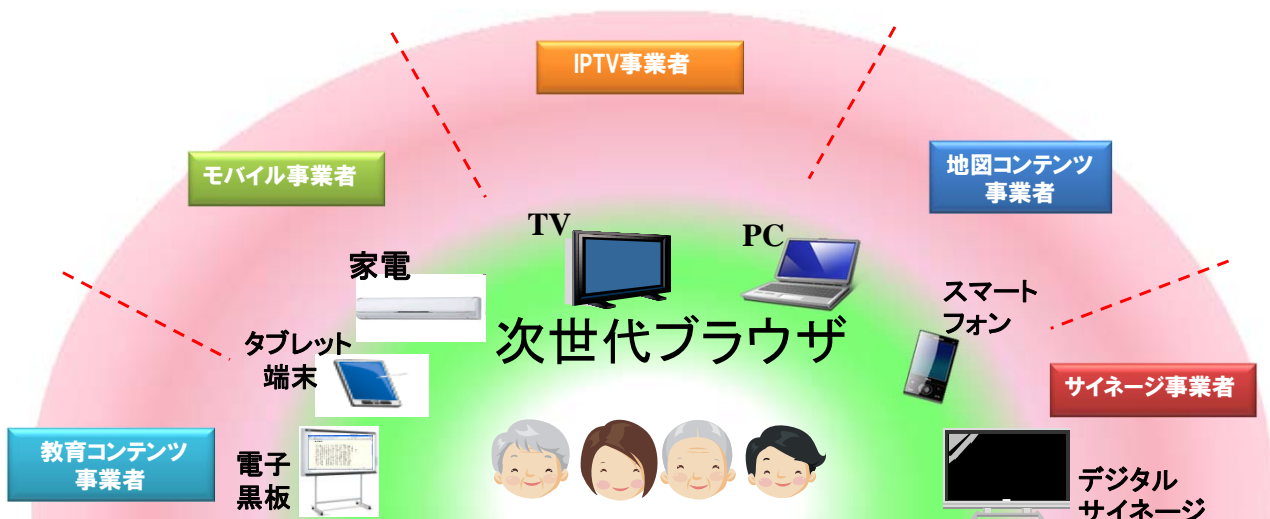 IPTV事業者
モバイル事業者
地図コンテンツ
事業者
TV
PC
家電
スマート
フォン
次世代ブラウザ
タブレット
端末
サイネージ事業者
教育コンテンツ
事業者
電子
黒板
デジタル
サイネージ